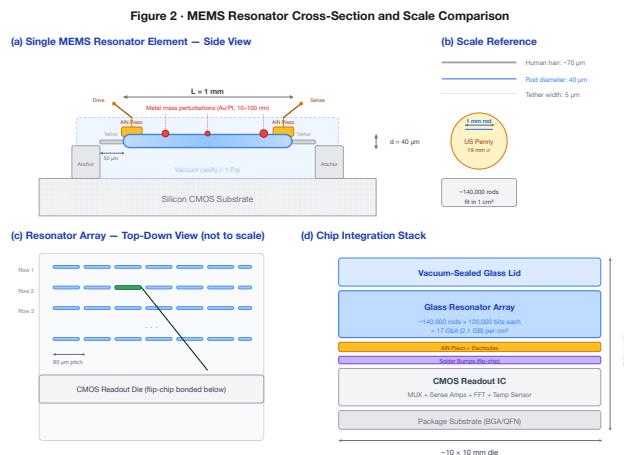 Figure 2 · MEMS Resonator Cross-Section and Scale Comparison
(a) Single MEMS Resonator Element — Side View
L = 1 mm
Drive
Sense
Metal mass perturbations (Au/Pt, 10–100 nm)
AlN Piezo
AlN Piezo
Tether
Tether
d = 40 µm
50 µm
Anchor
Vacuum cavity (~1 Pa)
Anchor
Silicon CMOS Substrate
(b) Scale Reference
Human hair: ~70 µm
Rod diameter: 40 µm
Tether width: 5 µm
1 mm rod
US Penny
19 mm ⌀
~140,000 rods
fit in 1 cm³
(c) Resonator Array — Top-Down View (not to scale)
Row 1
Row 2
Row 3
. . .
80 µm pitch
CMOS Readout Die (flip-chip bonded below)
(d) Chip Integration Stack
Vacuum-Sealed Glass Lid
Glass Resonator Array
~140,000 rods × 120,000 bits each
= 17 Gbit (2.1 GB) per cm³
AlN Piezo + Electrodes
Solder Bumps (flip-chip)
CMOS Readout IC
MUX + Sense Amps + FFT + Temp Sensor
Package Substrate (BGA/QFN)
~10 × 10 mm die